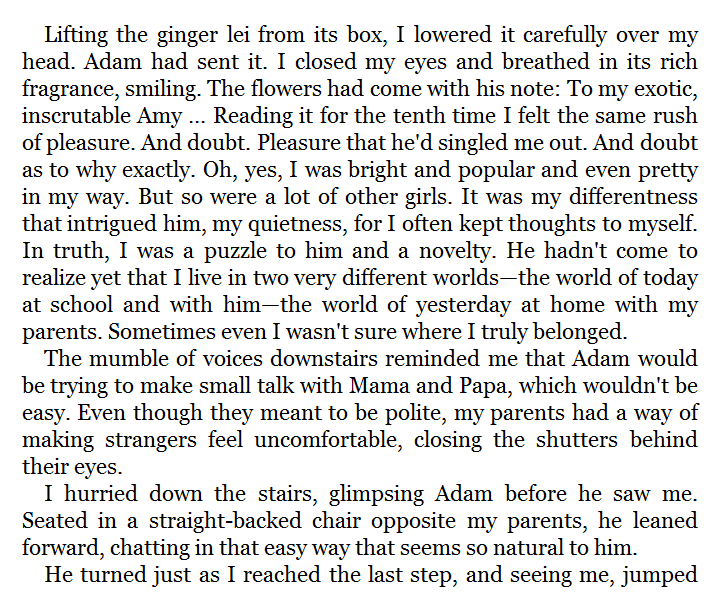 Lifting the ginger lei from its box, I lowered it carefully over my
head. Adam had sent it. I closed my eyes and breathed in its rich
fragrance, smiling. The flowers had come with his note: To my exotic,
inscrutable Amy ... Reading it for the tenth time I felt the same rush
of pleasure. And doubt. Pleasure that he'd singled me out. And doubt
as to why exactly. Oh, yes, I was bright and popular and even pretty
in my way. But so were a lot of other girls. It was my differentness
that intrigued him, my quietness, for I often kept thoughts to myself.
In truth, I was a puzzle to him and a novelty. He hadn't come to
realize yet that I live in two very different worlds—the world of today
at school and with him—the world of yesterday at home with my
parents. Sometimes even I wasn't sure where I truly belonged.
The mumble of voices downstairs reminded me that Adam would
be trying to make small talk with Mama and Papa, which wouldn't be
easy. Even though they meant to be polite, my parents had a way of
making strangers feel uncomfortable, closing the shutters behind
their eyes.
I hurried down the stairs, glimpsing Adam before he saw me.
Seated in a straight-backed chair opposite my parents, he leaned
forward, chatting in that easy way that seems so natural to him.
He turned just as I reached the last step, and seeing me, jumped